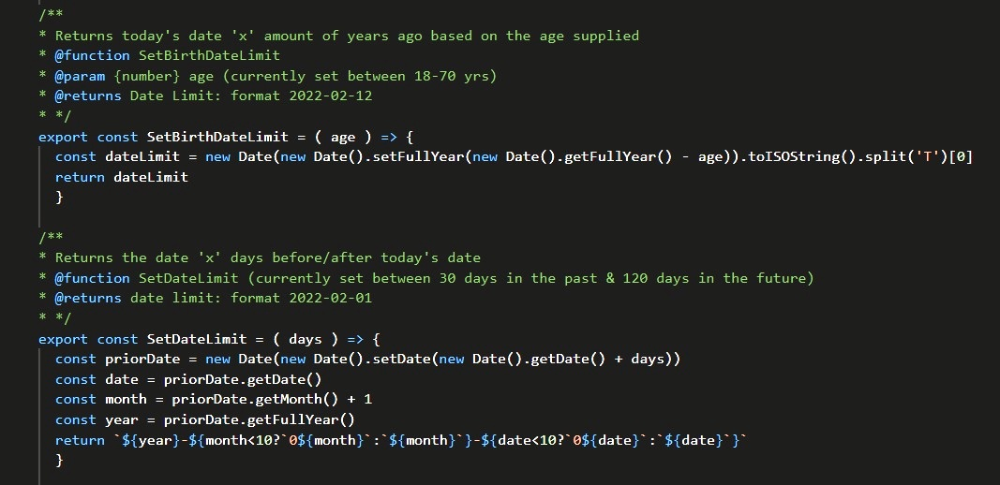 /**
* Returns today's date 'x' amount of years ago based on the age supplied
* @function SetBirthDateLimit
* @param {number} age (currently set between 18-70 yrs)
* @returns Date Limit: format 2022-02-12
* */
export const SetBirthDateLimit = ( age ) => {
const dateLimit = new Date(new Date().setFullYear(new Date().getFullYear() - age)).toISOString().split('T')[0]
return dateLimit
}
/**
* Returns the date 'x' days before/after today's date
* @function SetDateLimit (currently set between 30 days in the past & 120 days in the future)
* @returns date limit: format 2022-02-01
* */
export const SetDateLimit = ( days ) => {
const priorDate = new Date(new Date().setDate(new Date().getDate() + days))
const date = priorDate.getDate()
const month = priorDate.getMonth() + 1
const year = priorDate.getFullYear()
return `${year}-${month<10?`0${month}`:`${month}`}-${date<10?`0${date}`:`${date}`}`
}